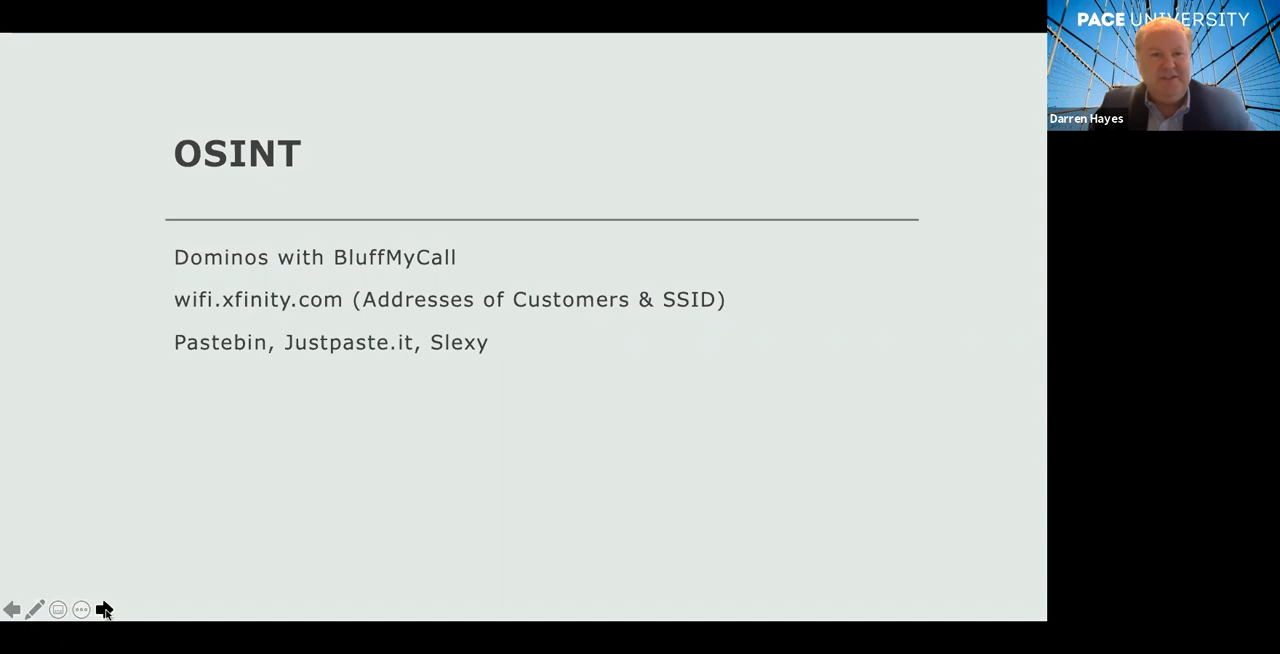 PACE UNIVERSITY
Darren Hayes
OSINT
Dominos with BluffMyCall
wifi.xfinity.com (Addresses of Customers & SSID)
Pastebin, Justpaste.it, Slexy